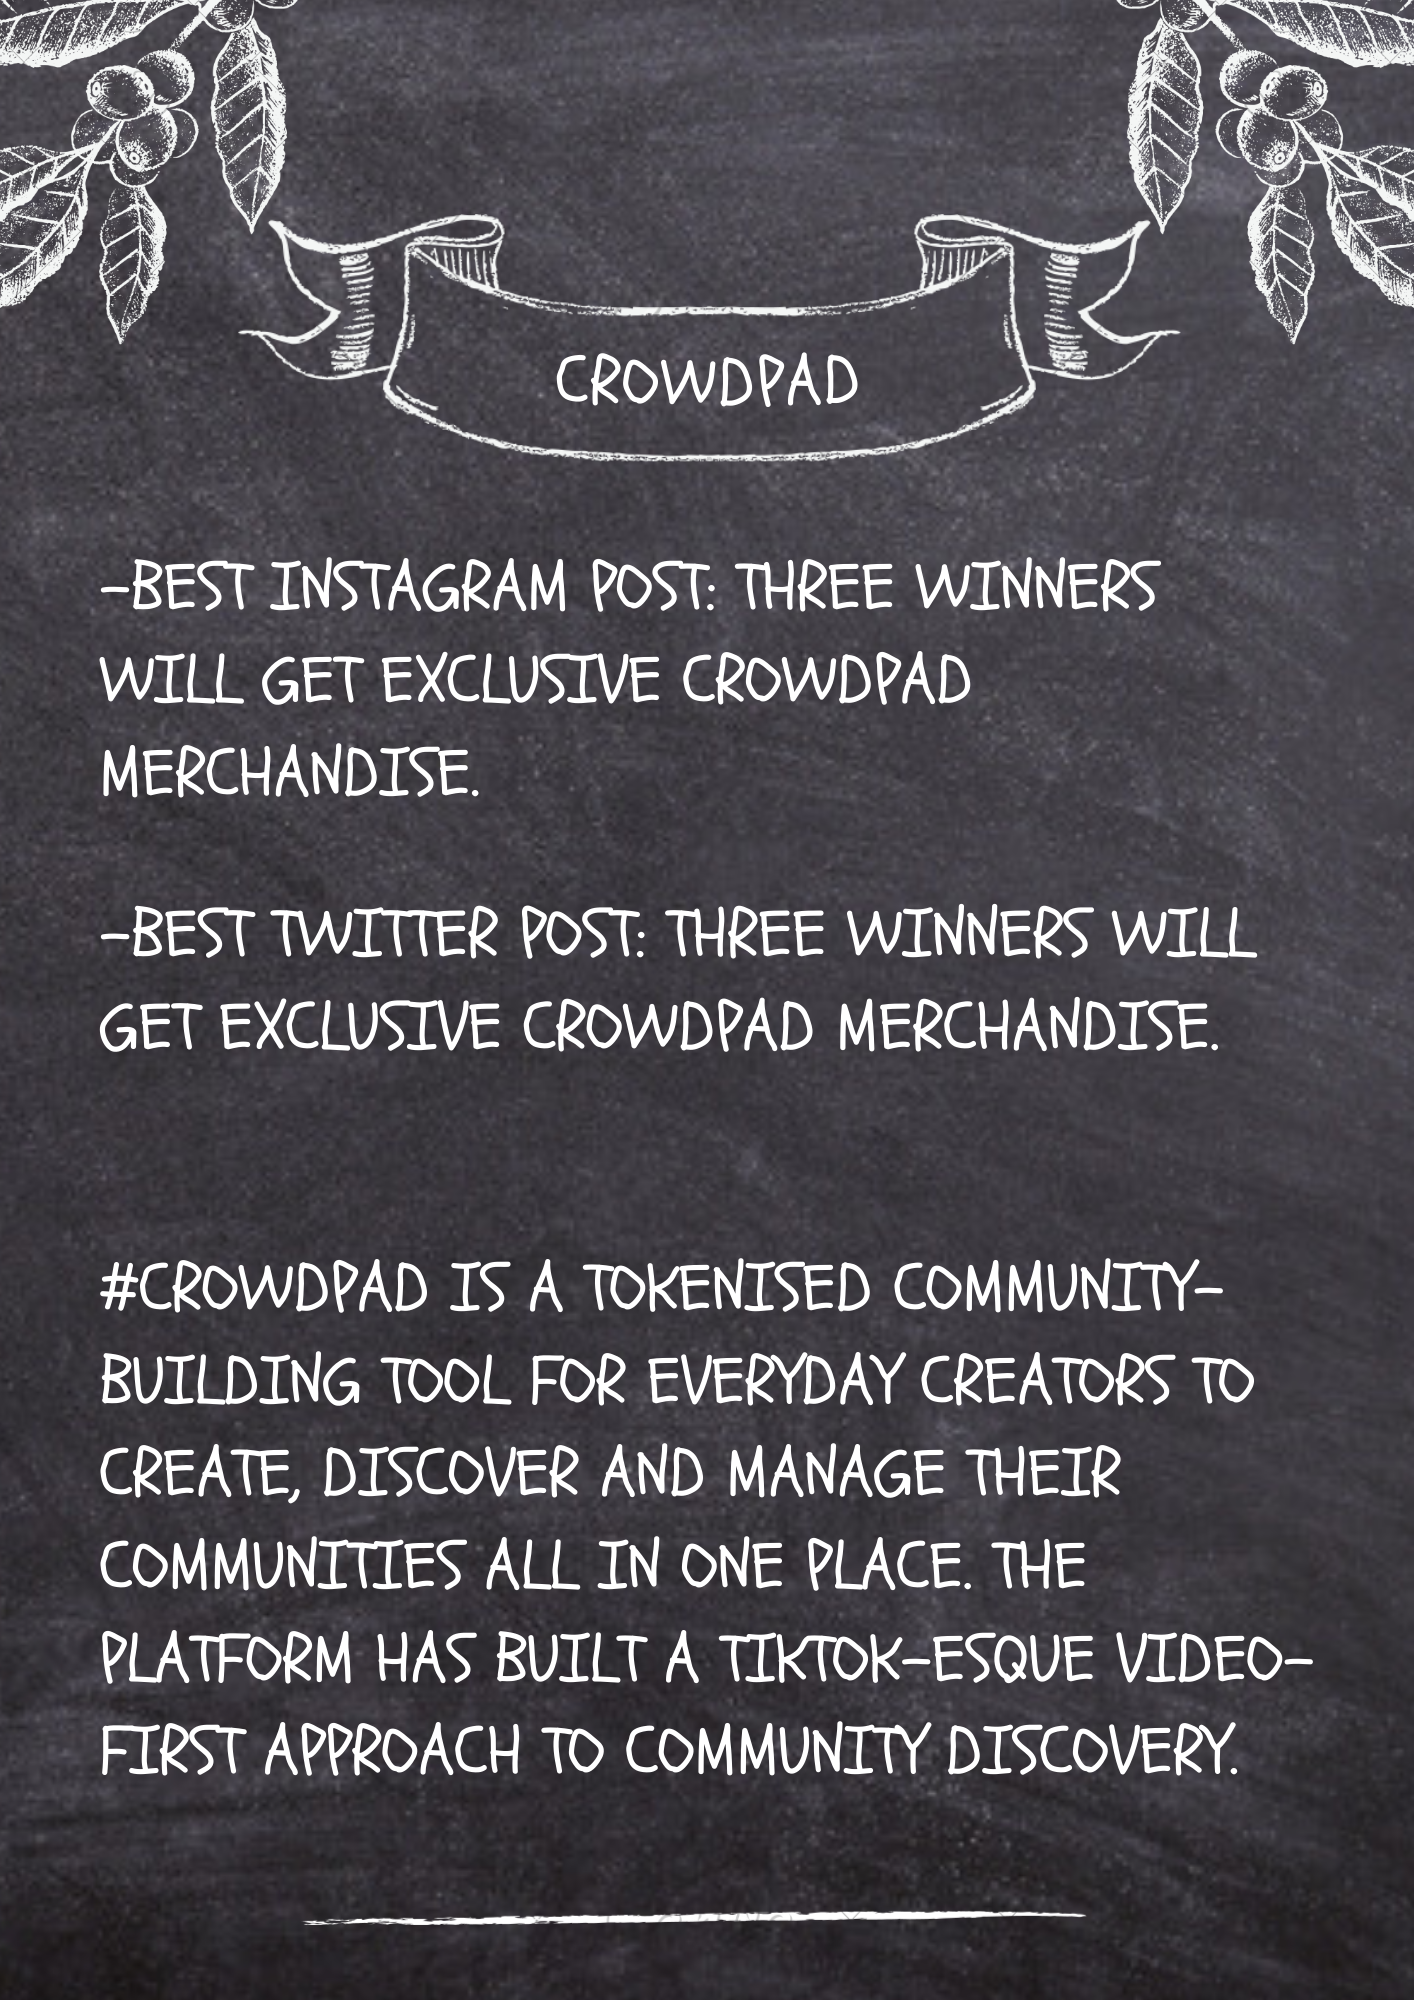 CROWDPAD
-BEST INSTAGRAM POST: THREE WINNERS
WILL GET EXCLUSIVE CROWDPAD
MERCHANDISE.
-BEST TWITTER POST: THREE WINNERS WILL
GET EXCLUSIVE CROWDPAD MERCHANDISE.
#CROWDPAD IS A TOKENISED COMMUNITY-
BUILDING TOOL FOR EVERYDAY CREATORS TO
CREATE, DISCOVER AND MANAGE THEIR
COMMUNITIES ALL IN ONE PLACE. THE
PLATFORM HAS BUILT A TIKTOK-ESQUE VIDEO-
FIRST APPROACH TO COMMUNITY DISCOVERY.